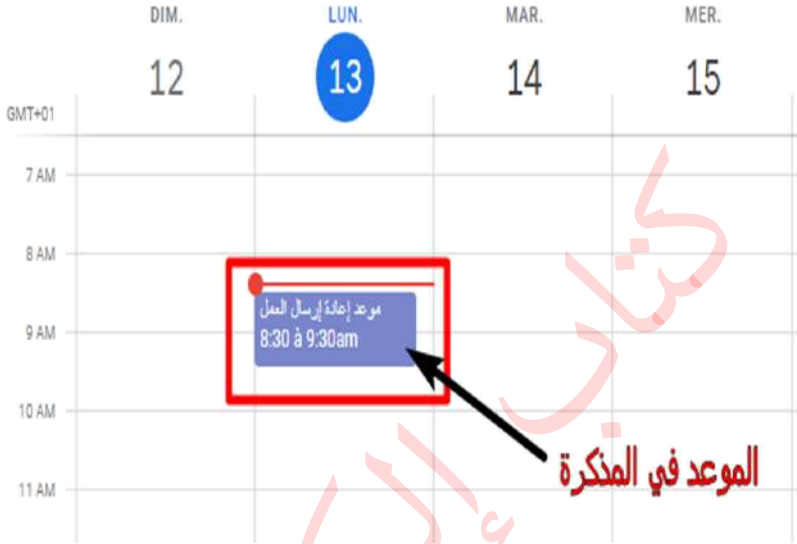 DIM. LUN. MAR. MER.
12 13 14 15
GMT+01
7 AM
8 AM
موعد إعادة إرسال العمل
8:30 à 9:30am
9 AM
10 AM
الموعد في المذكرة
11 AM
كتاب